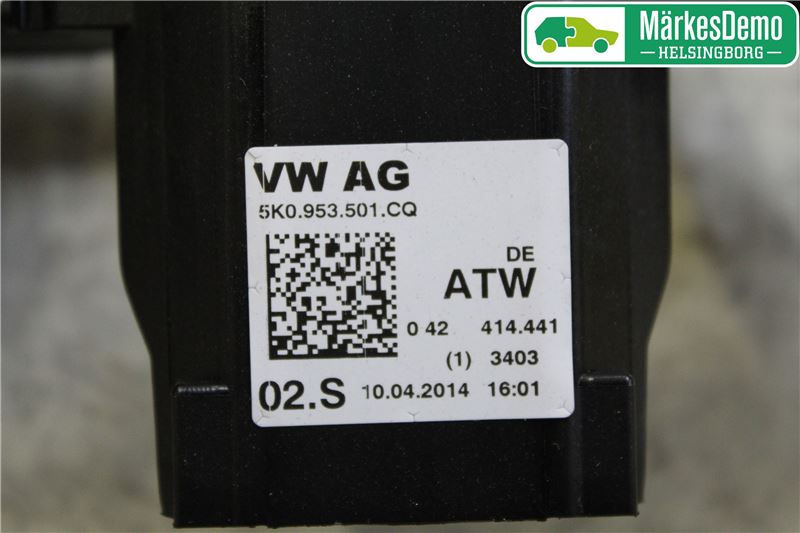 MärkesDemo
HELSINGBORG
VW AG
5K0.953.501.CQ
DE
ATW
0 42 414.441
(1) 3403
02.S 10.04.2014 16:01